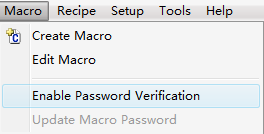 Macro Recipe Setup Tools Help
Create Macro
Edit Macro
Enable Password Verification
Update Macro Password